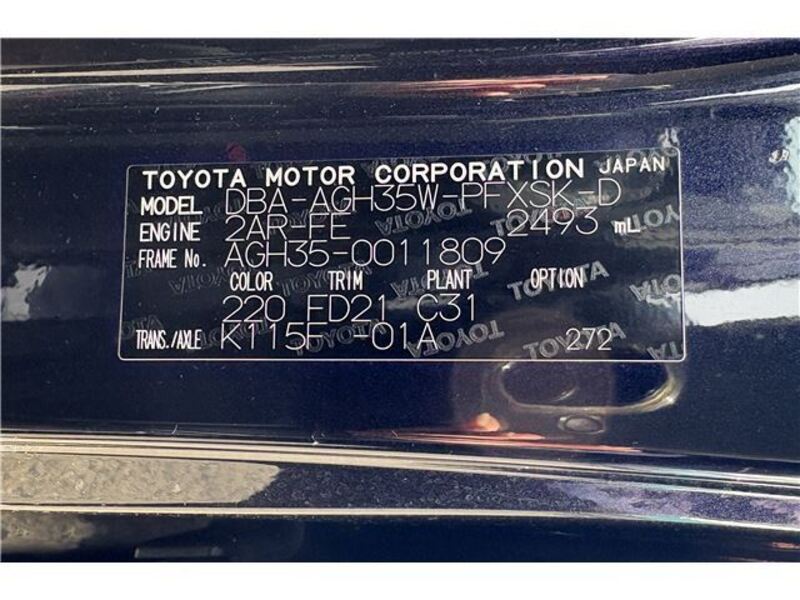 TOYOTA MOTOR CORPORATION JAPAN
MODEL DBA-AGH35W-PFXSK-D
ENGINE 2AR-FE 2493 mL
FRAME No. AGH35-0011809
COLOR TRIM PLANT OPTION
220 FD21 C31
TRANS./AXLE K115F -01A 272